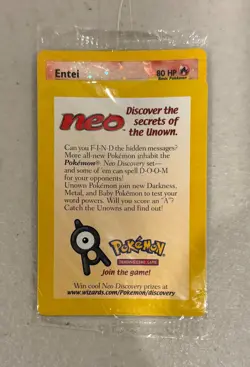 Entei
80 HP
Basic Pokémon
neo
Discover the
secrets of
the Unown.
Can you F-I-N-D the hidden messages?
More all-new Pokémon inhabit the
Pokémon® Neo Discovery set—
and some of 'em can spell D-O-O-M
for your opponents!
Unown Pokémon join new Darkness,
Metal, and Baby Pokémon to test your
word powers. Will you score an "A"?
Catch the Unowns and find out!
POKéMON
TRADING CARD GAME
Join the game!
Win cool Neo Discovery prizes at
www.wizards.com/Pokemon/discovery